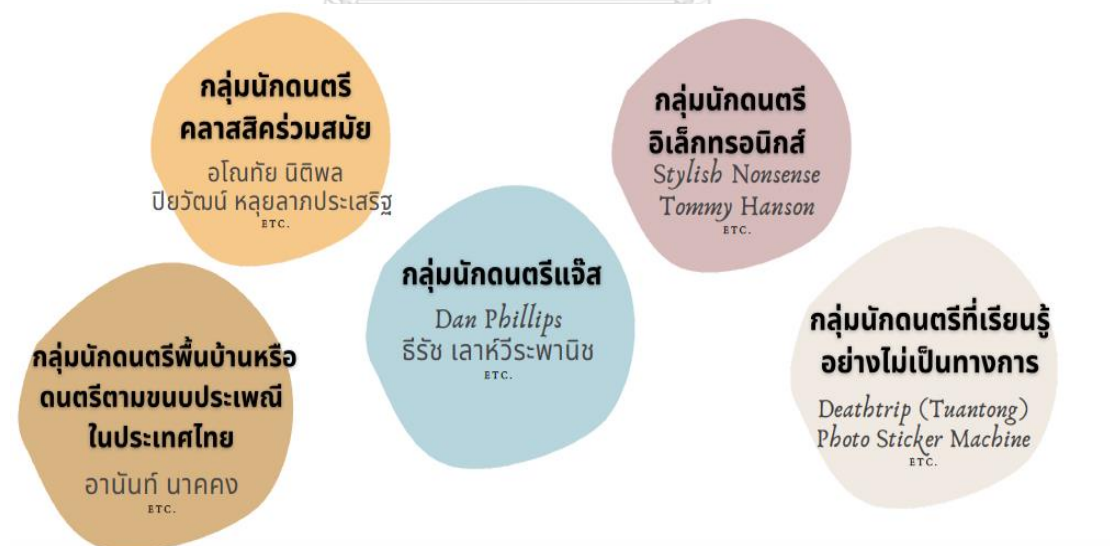 กลุ่มนักดนตรี
คลาสสิคร่วมสมัย
อโณทัย นิติพล
ปิยวัฒน์ หลุยลาภประเสริฐ
ETC.
กลุ่มนักดนตรี
อิเล็กทรอนิกส์
Stylish Nonsense
Tommy Hanson
ETC.
กลุ่มนักดนตรีแจ๊ส
Dan Phillips
ธีรัช เลาห์วีระพานิช
ETC.
กลุ่มนักดนตรีพื้นบ้านหรือ
ดนตรีตามขนบประเพณี
ในประเทศไทย
อานันท์ นาคคง
ETC.
กลุ่มนักดนตรีที่เรียนรู้
อย่างไม่เป็นทางการ
Deathtrip (Tuantong)
Photo Sticker Machine
ETC.